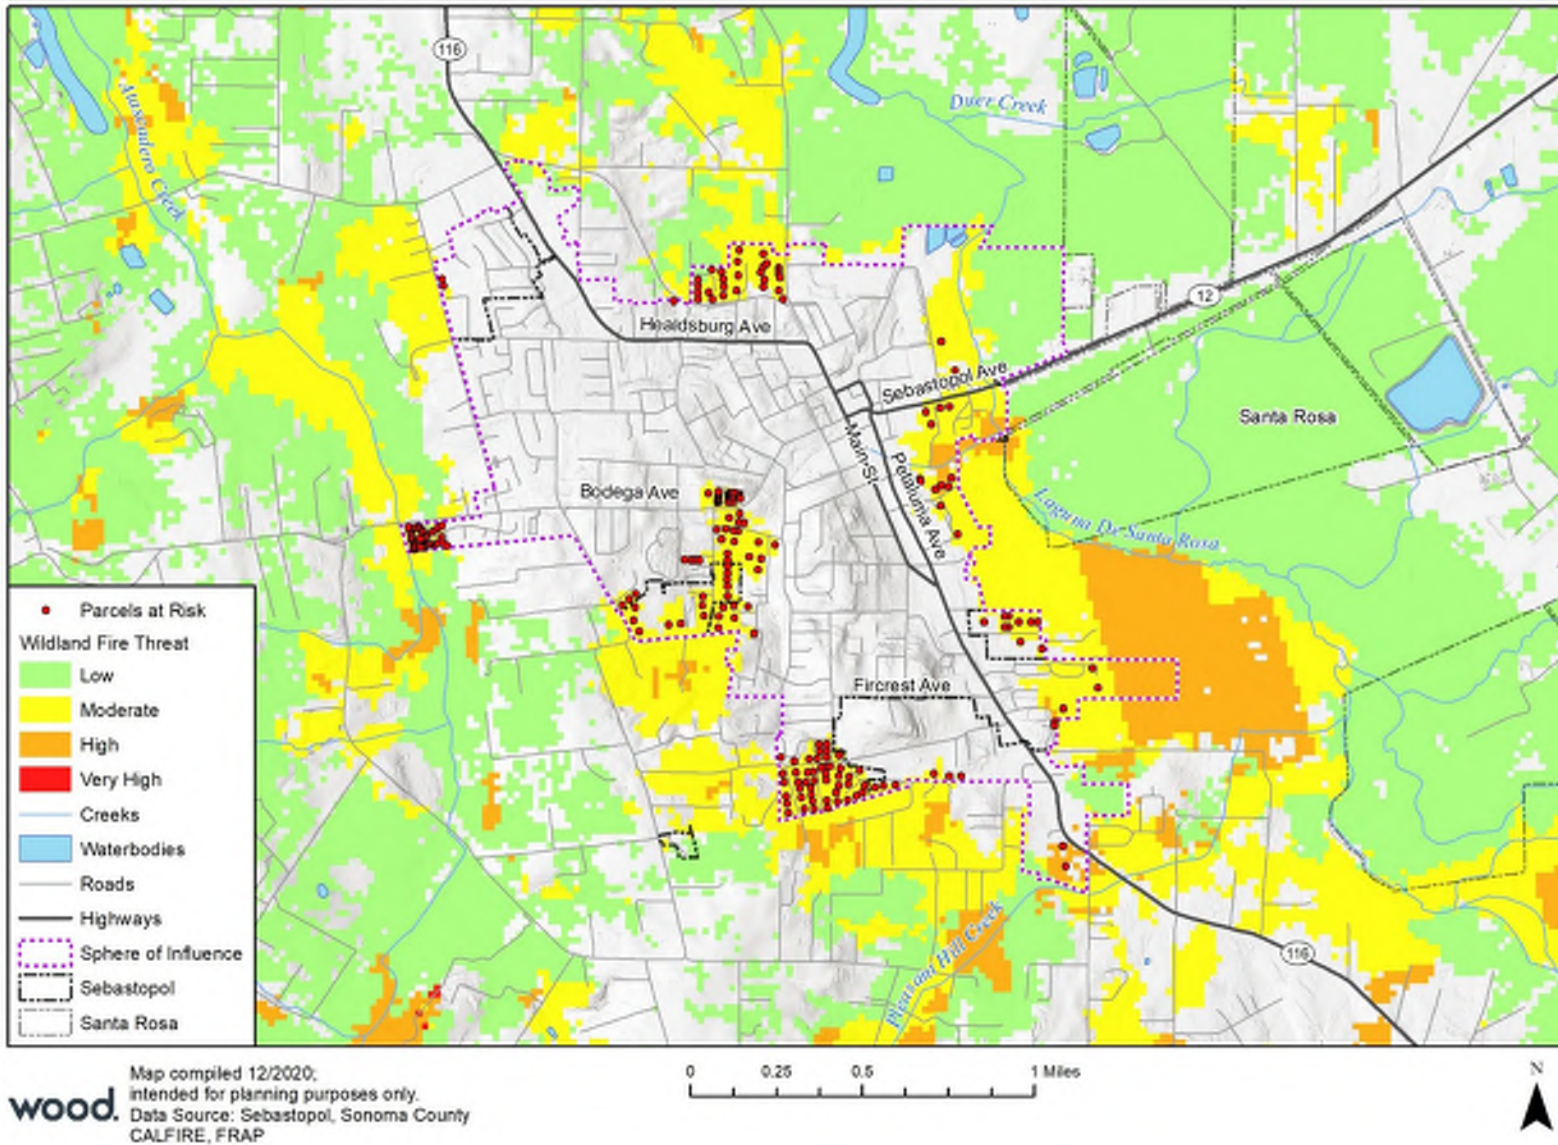 116
Atascadero Creek
Duer Creek
12
Healdsburg Ave
Sebastopol Ave
Santa Rosa
Main St
Petaluma Ave
Bodega Ave
Laguna De Santa Rosa
Fircrest Ave
Pleasant Hill Creek
116
Parcels at Risk
Wildland Fire Threat
Low
Moderate
High
Very High
Creeks
Waterbodies
Roads
Highways
Sphere of Influence
Sebastopol
Santa Rosa
wood.
Map compiled 12/2020;
intended for planning purposes only.
Data Source: Sebastopol, Sonoma County
CALFIRE, FRAP
0 0.25 0.5 1 Miles
N